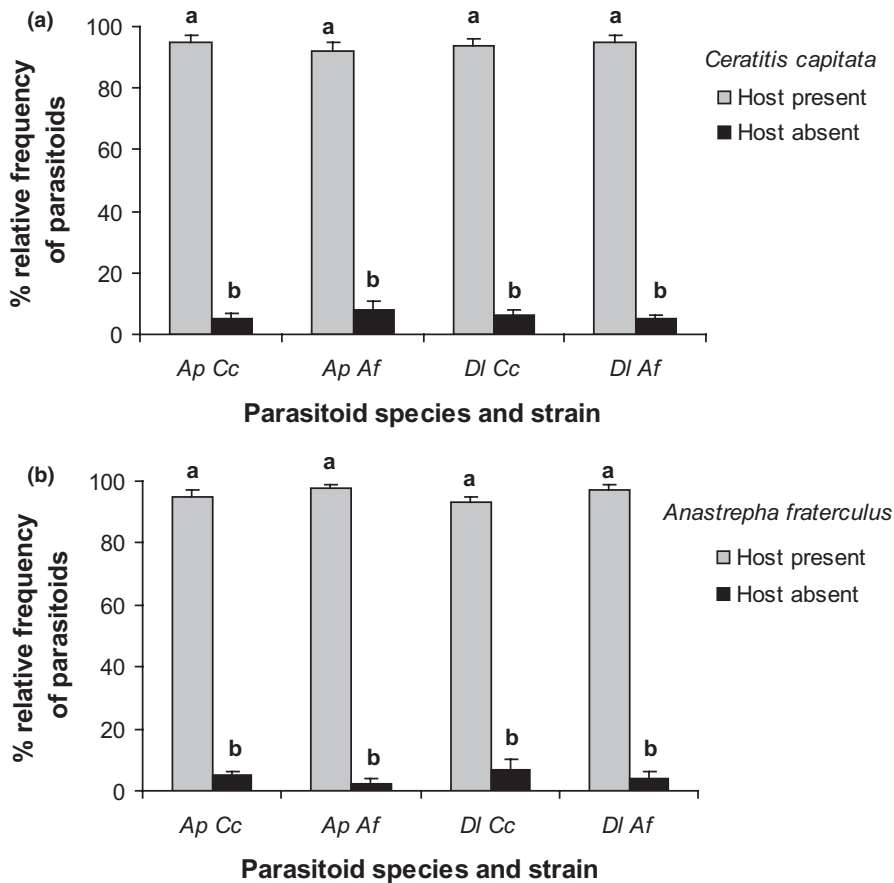 (a)
% relative frequency
of parasitoids
100
80
60
40
20
0
a
a
a
a
b
b
b
b
Ceratitis capitata
Host present
Host absent
Ap Cc
Ap Af
Dl Cc
Dl Af
Parasitoid species and strain
(b)
% relative frequency
of parasitoids
100
80
60
40
20
0
a
a
a
a
b
b
b
b
Anastrepha fraterculus
Host present
Host absent
Ap Cc
Ap Af
Dl Cc
Dl Af
Parasitoid species and strain